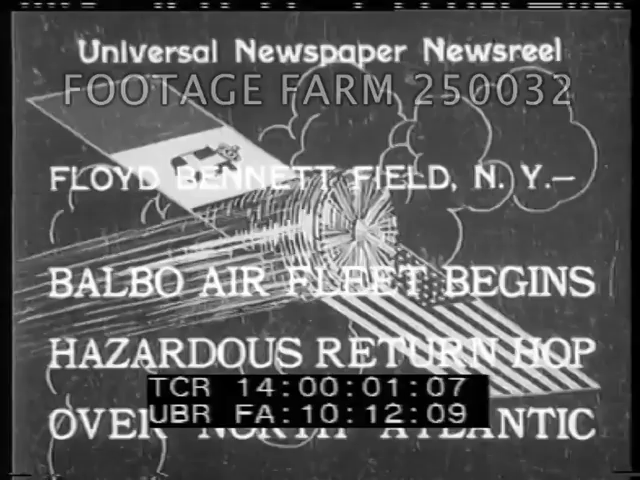 Universal Newspaper Newsreel
FOOTAGE FARM 250032
FLOYD BENNETT FIELD, N. Y.—
BALBO AIR FLEET BEGINS
HAZARDOUS RETURN HOP
TCR 14:00:01:07
UBR FA:10:12:09
OVER NORTH ATLANTIC